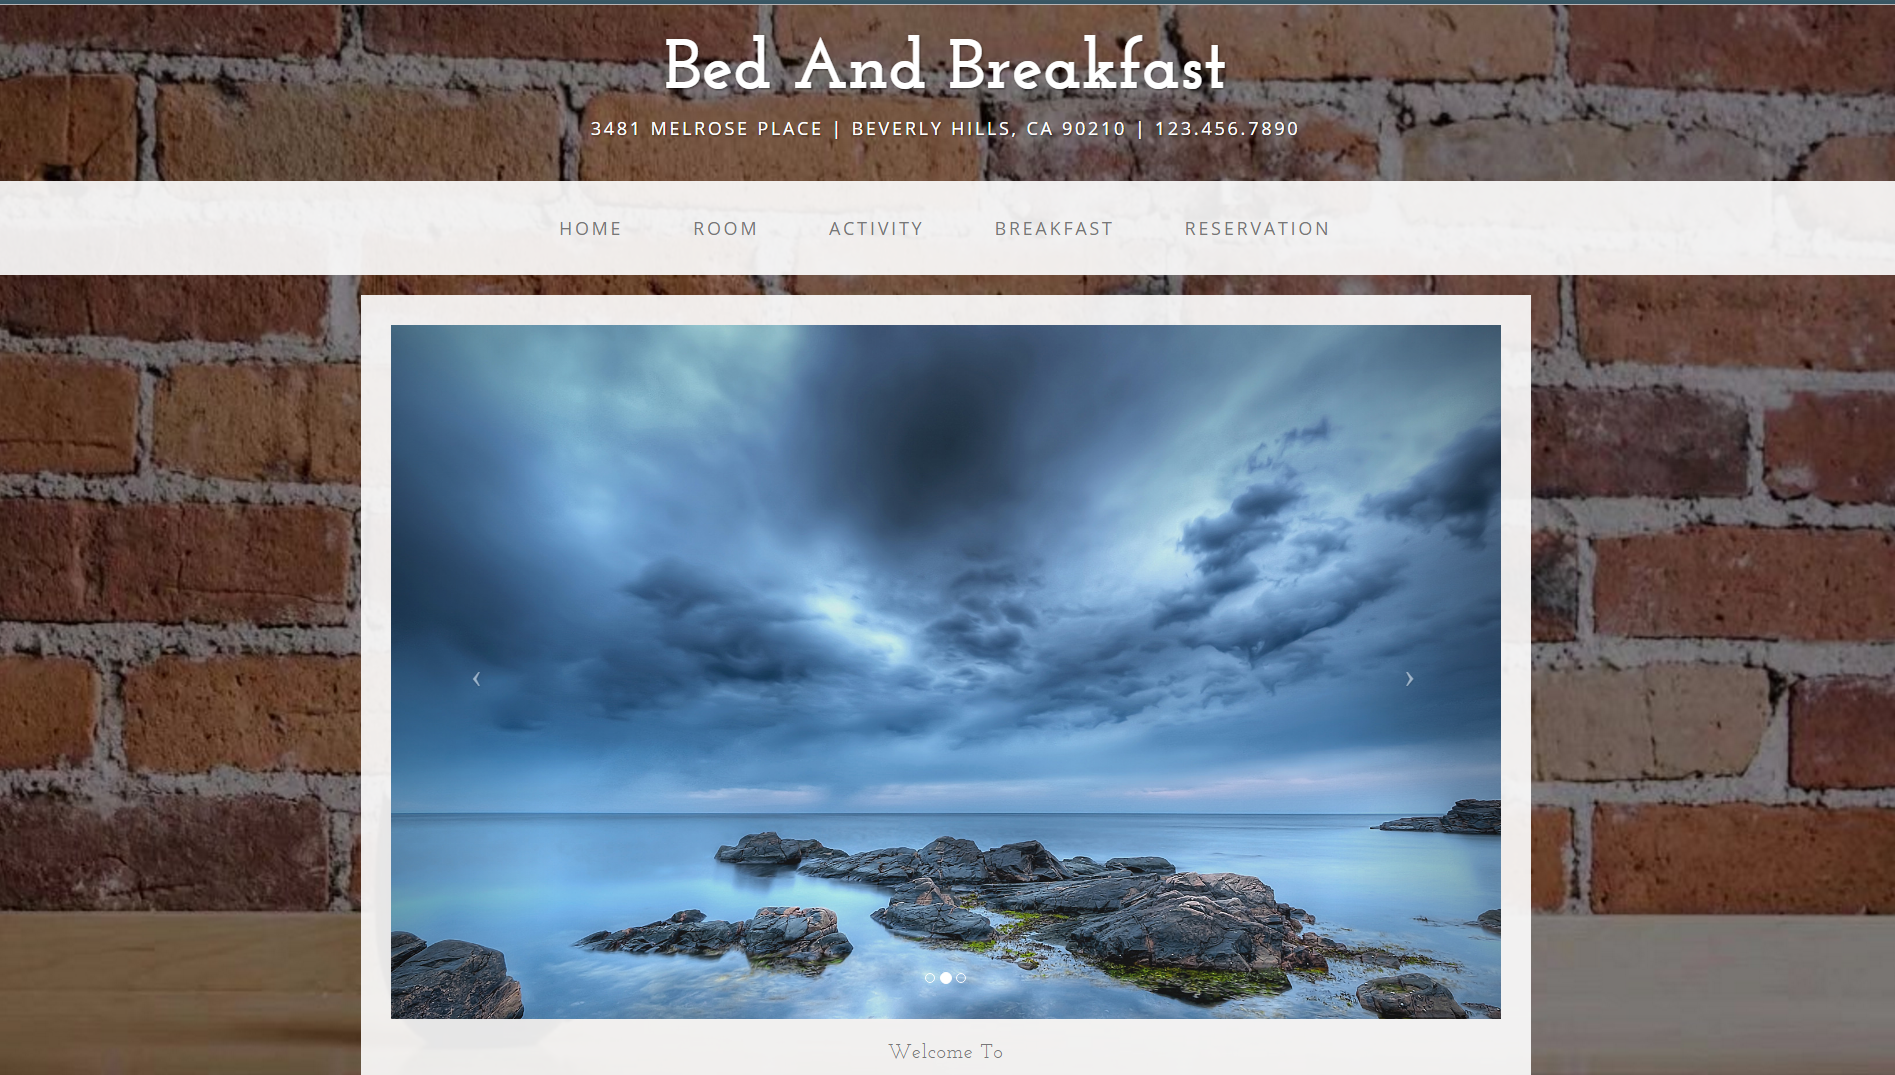 Bed And Breakfast
3481 MELROSE PLACE | BEVERLY HILLS, CA 90210 | 123.456.7890
HOME ROOM ACTIVITY BREAKFAST RESERVATION
Welcome To